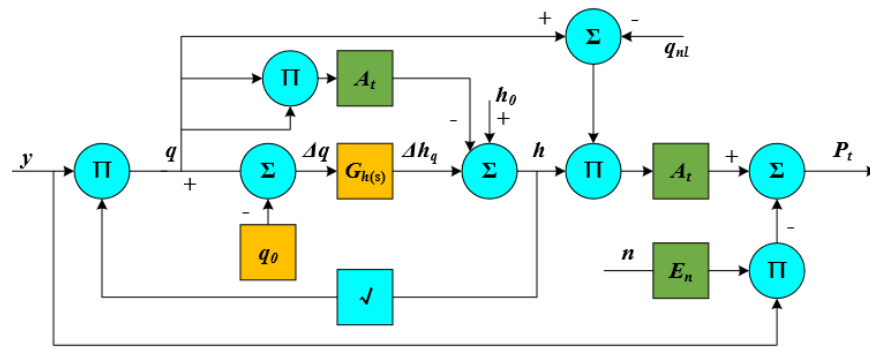 +
Σ
-
q_nl
Π
A_t
h_0
-
+
y
Π
q
-
+
Σ
Δq
G_h(s)
Δh_q
Σ
h
Π
A_t
+
Σ
P_t
-
q_0
-
n
E_n
Π
√